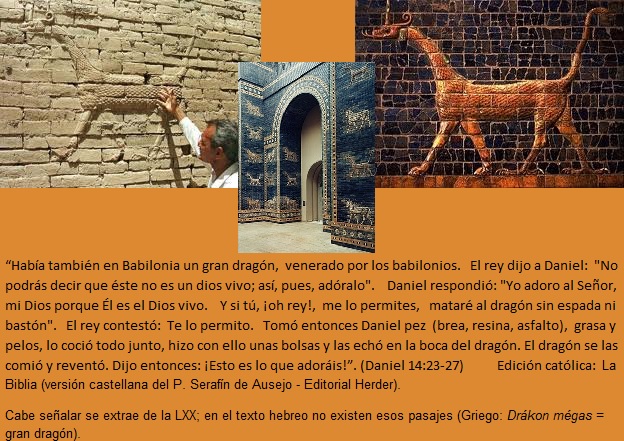 “Había también en Babilonia un gran dragón, venerado por los babilonios. El rey dijo a Daniel: "No
podrás decir que éste no es un dios vivo; así, pues, adóralo". Daniel respondió: "Yo adoro al Señor,
mi Dios porque Él es el Dios vivo. Y si tú, ¡oh rey!, me lo permites, mataré al dragón sin espada ni
bastón". El rey contestó: Te lo permito. Tomó entonces Daniel pez (brea, resina, asfalto), grasa y
pelos, lo coció todo junto, hizo con ello unas bolsas y las echó en la boca del dragón. El dragón se las
comió y reventó. Dijo entonces: ¡Esto es lo que adoráis!”. (Daniel 14:23-27) Edición católica: La
Biblia (versión castellana del P. Serafín de Ausejo - Editorial Herder).
Cabe señalar se extrae de la LXX; en el texto hebreo no existen esos pasajes (Griego: Drákon mégas =
gran dragón).